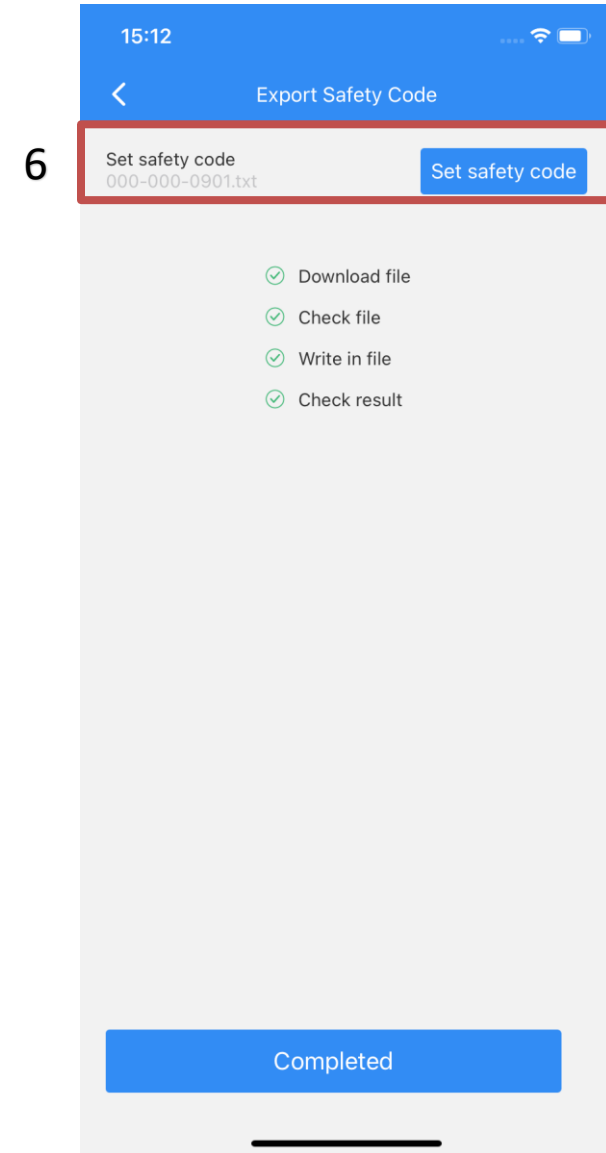 15:12
Export Safety Code
6
Set safety code
000-000-0901.txt
Set safety code
Download file
Check file
Write in file
Check result
Completed